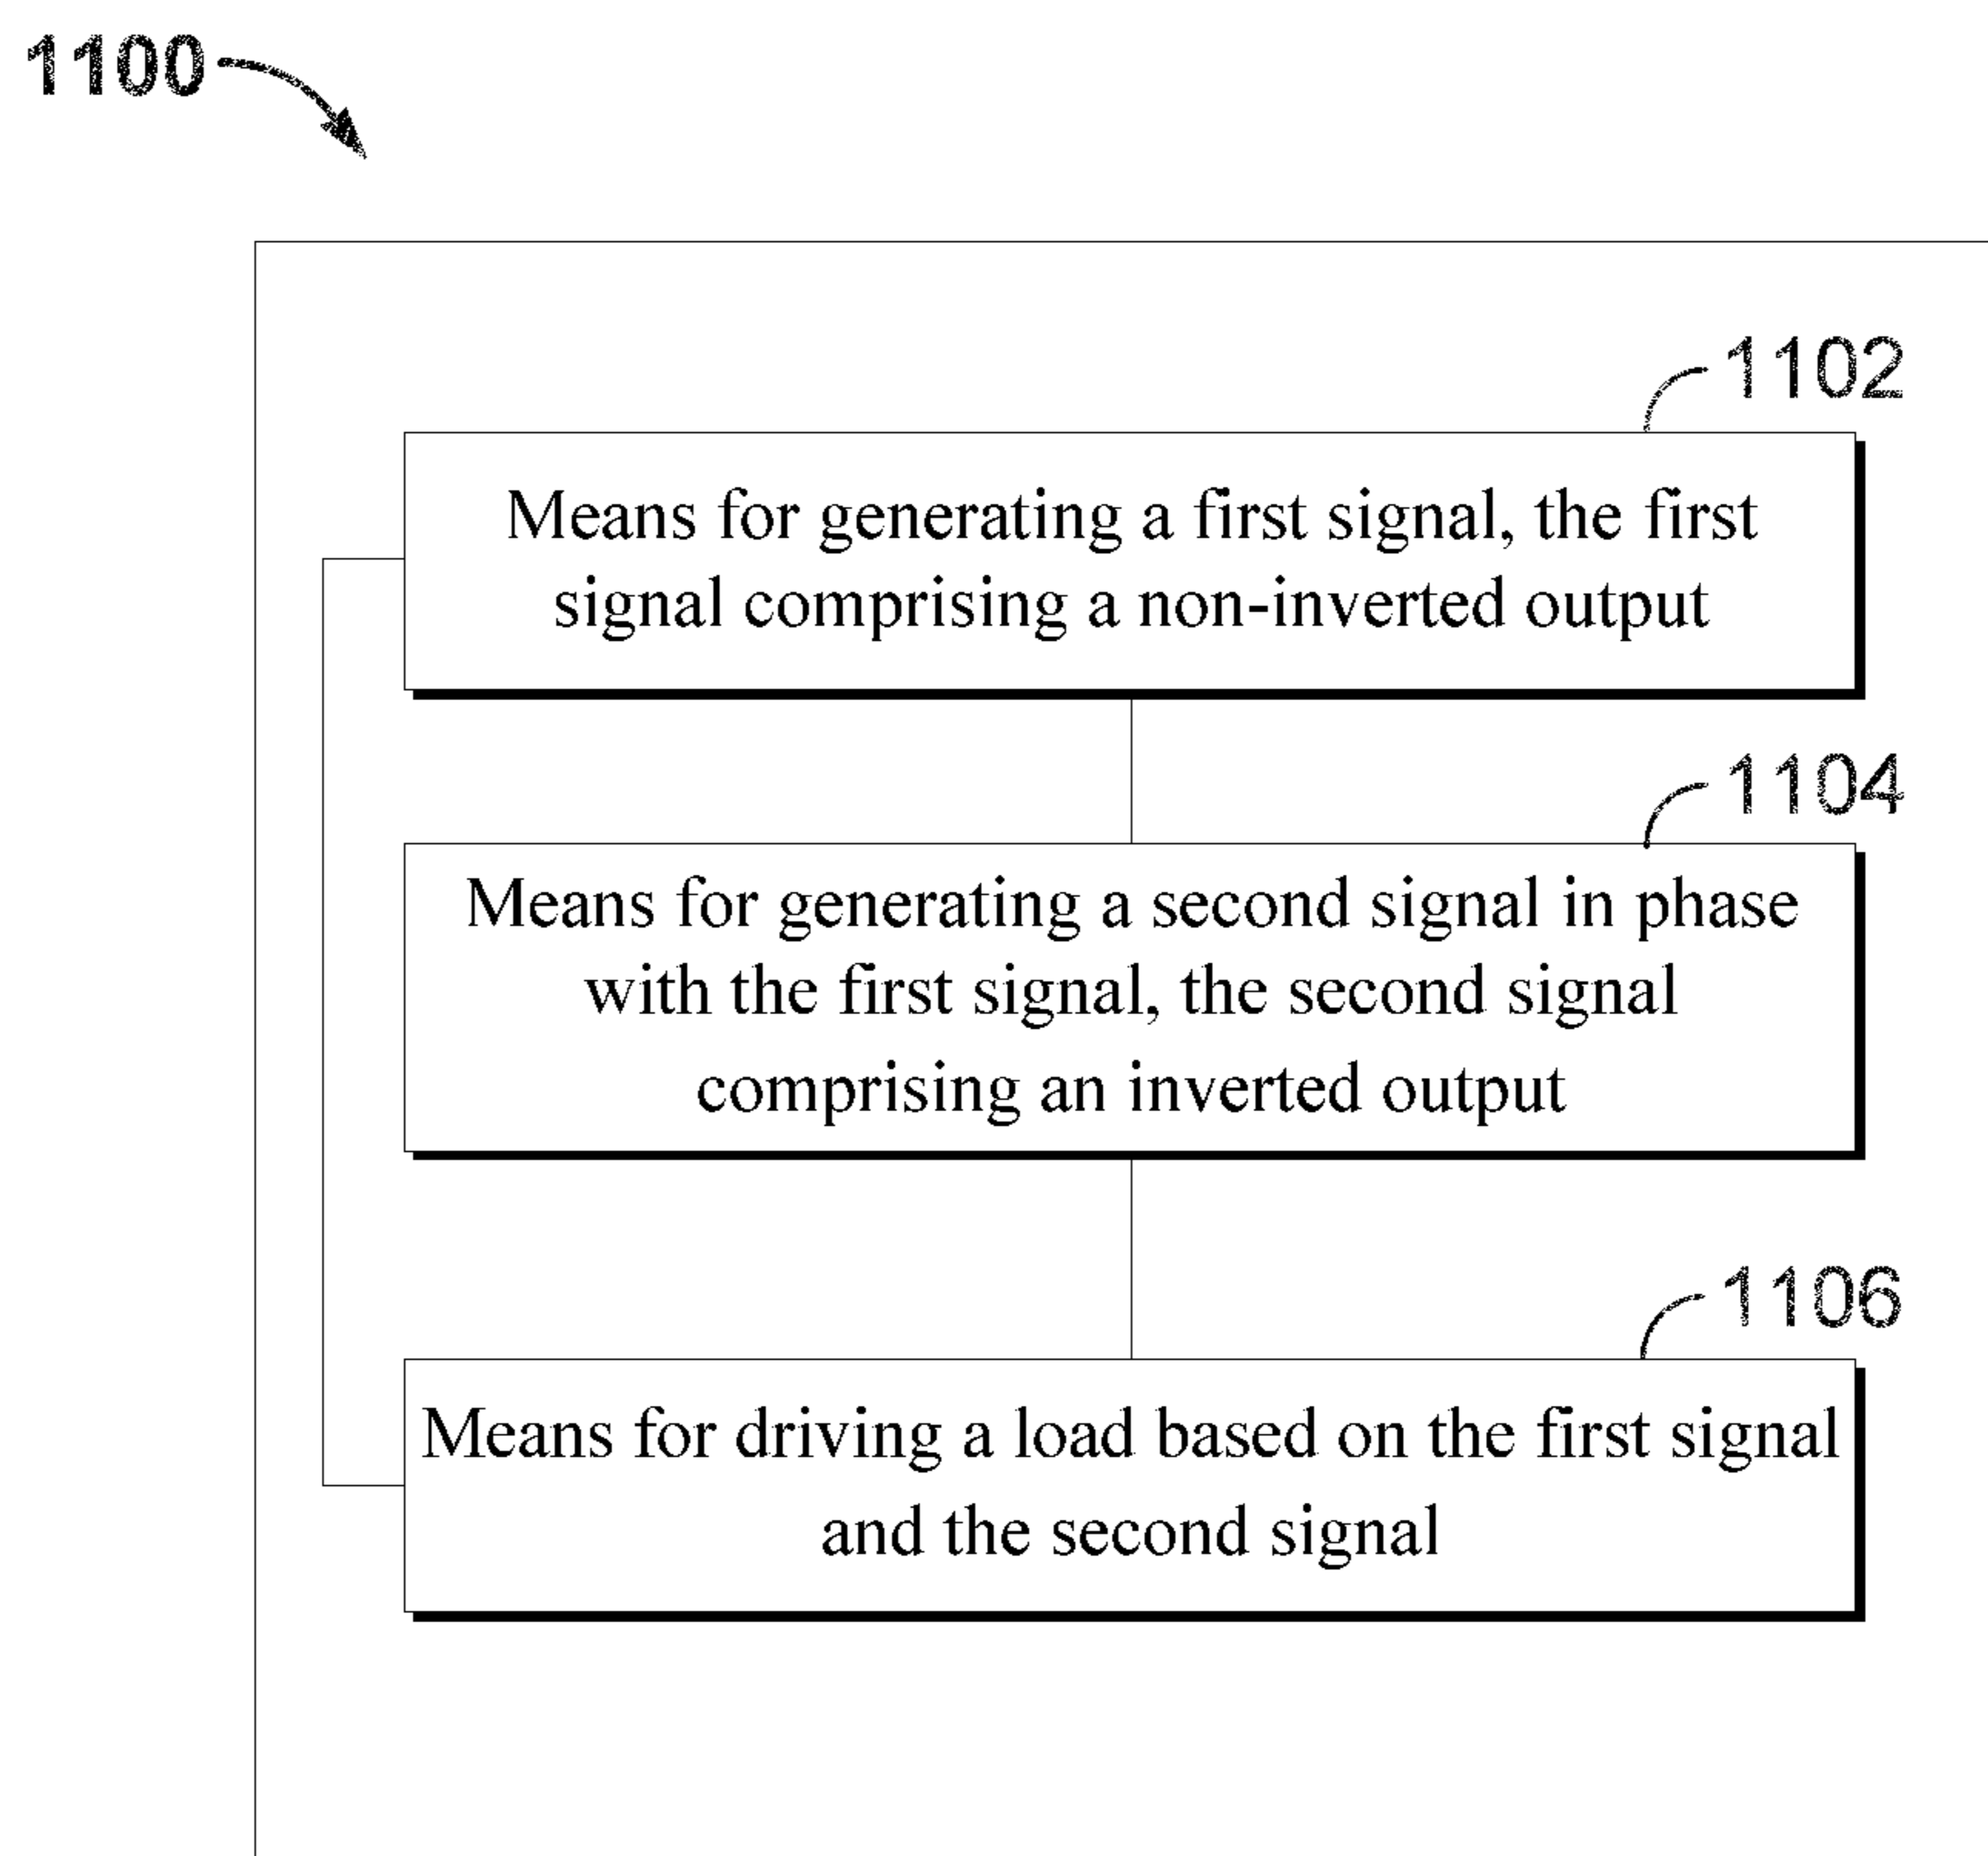 1100
1102
Means for generating a first signal, the first
signal comprising a non-inverted output
1104
Means for generating a second signal in phase
with the first signal, the second signal
comprising an inverted output
1106
Means for driving a load based on the first signal
and the second signal